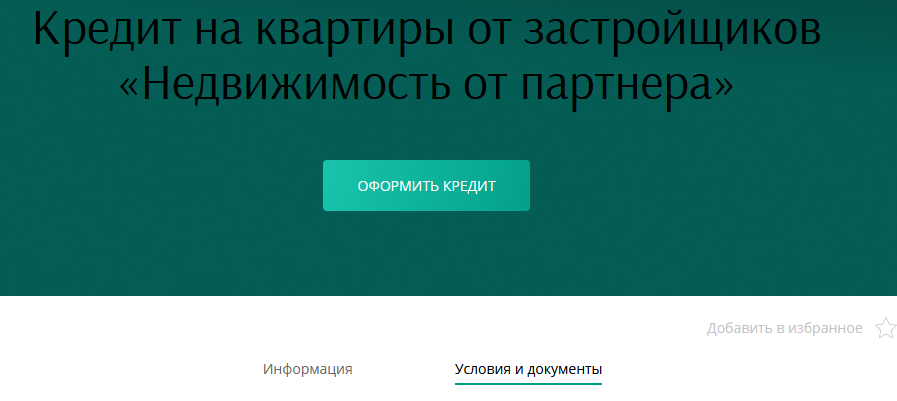 Кредит на квартиры от застройщиков
«Недвижимость от партнера»
ОФОРМИТЬ КРЕДИТ
Добавить в избранное
Информация
Условия и документы